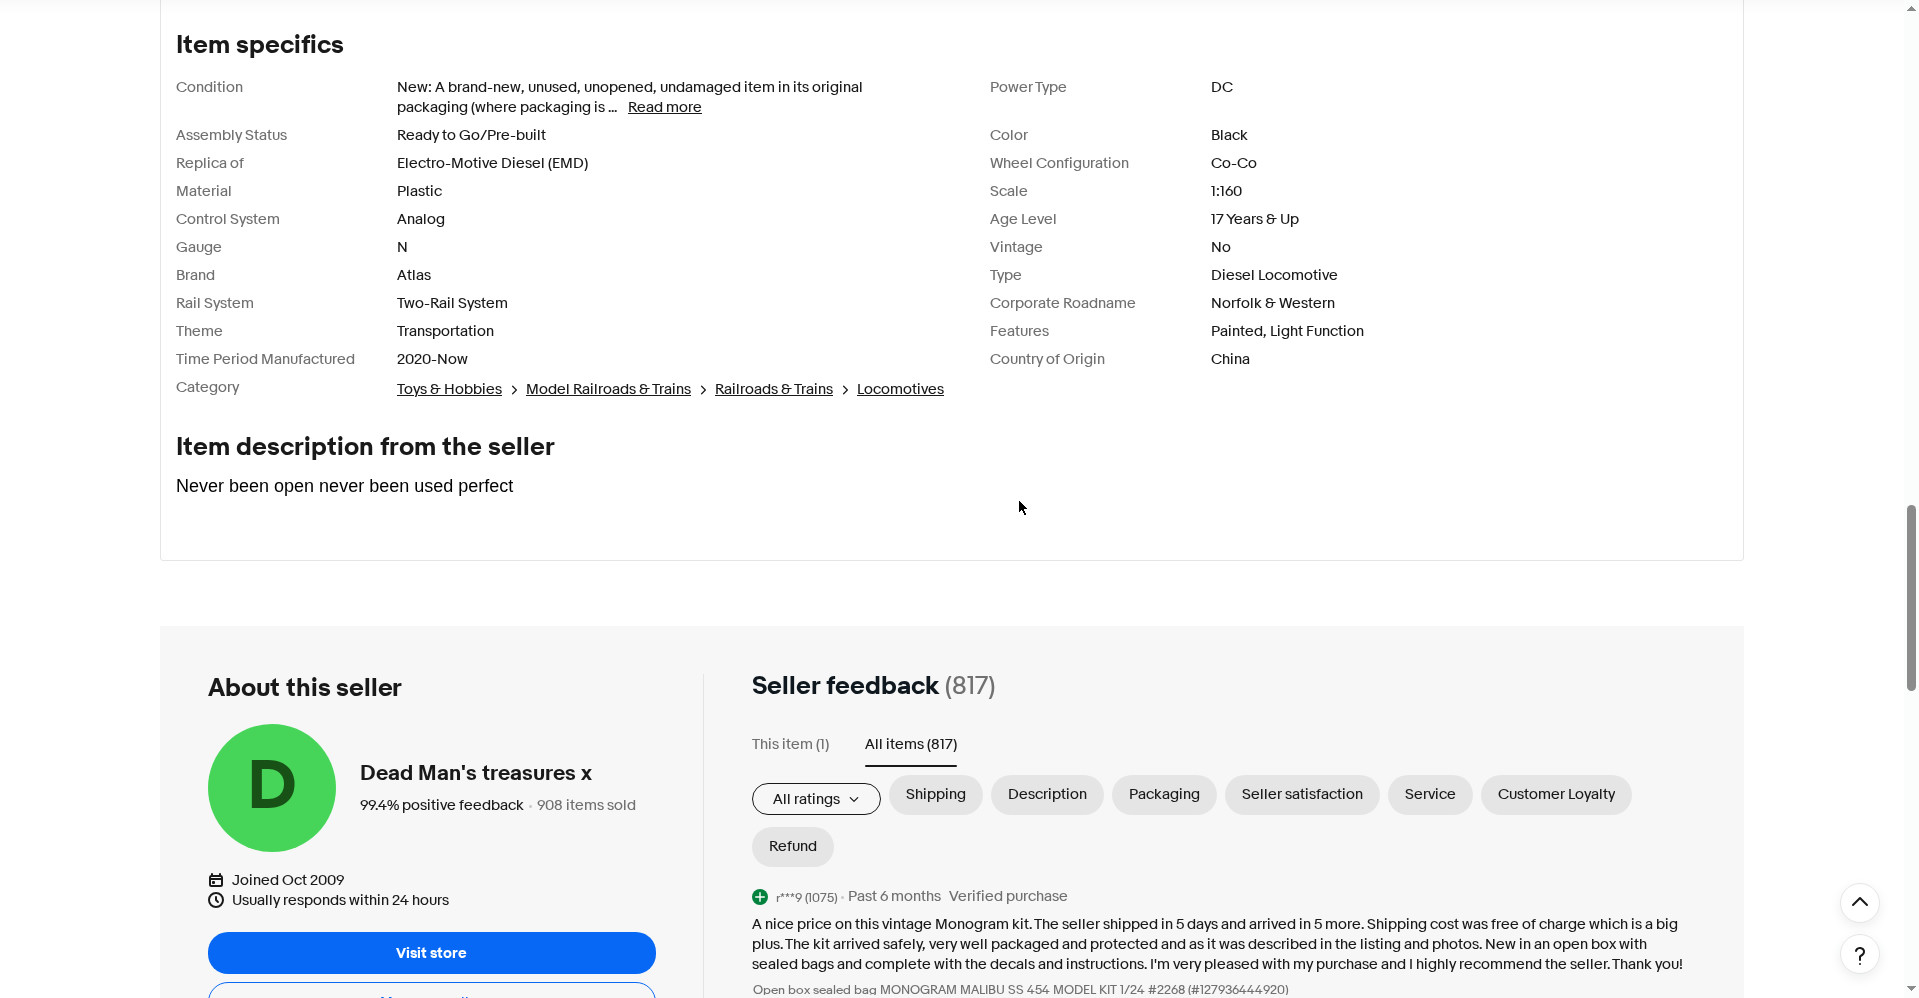 Item specifics
Condition
New: A brand-new, unused, unopened, undamaged item in its original
packaging (where packaging is ... Read more
Power Type
DC
Assembly Status
Ready to Go/Pre-built
Color
Black
Replica of
Electro-Motive Diesel (EMD)
Wheel Configuration
Co-Co
Material
Plastic
Scale
1:160
Control System
Analog
Age Level
17 Years & Up
Gauge
N
Vintage
No
Brand
Atlas
Type
Diesel Locomotive
Rail System
Two-Rail System
Corporate Roadname
Norfolk & Western
Theme
Transportation
Features
Painted, Light Function
Time Period Manufactured
2020-Now
Country of Origin
China
Category
Toys & Hobbies > Model Railroads & Trains > Railroads & Trains > Locomotives
Item description from the seller
Never been open never been used perfect
About this seller
D
Dead Man's treasures x
99.4% positive feedback · 908 items sold
Joined Oct 2009
Usually responds within 24 hours
Visit store
Seller feedback (817)
This item (1)
All items (817)
All ratings
Shipping
Description
Packaging
Seller satisfaction
Service
Customer Loyalty
Refund
r***9 (1075) · Past 6 months Verified purchase
A nice price on this vintage Monogram kit. The seller shipped in 5 days and arrived in 5 more. Shipping cost was free of charge which is a big
plus. The kit arrived safely, very well packaged and protected and as it was described in the listing and photos. New in an open box with
sealed bags and complete with the decals and instructions. I'm very pleased with my purchase and I highly recommend the seller. Thank you!
Open box sealed bag MONOGRAM MALIBU SS 454 MODEL KIT 1/24 #2268 (#127936444920)
?